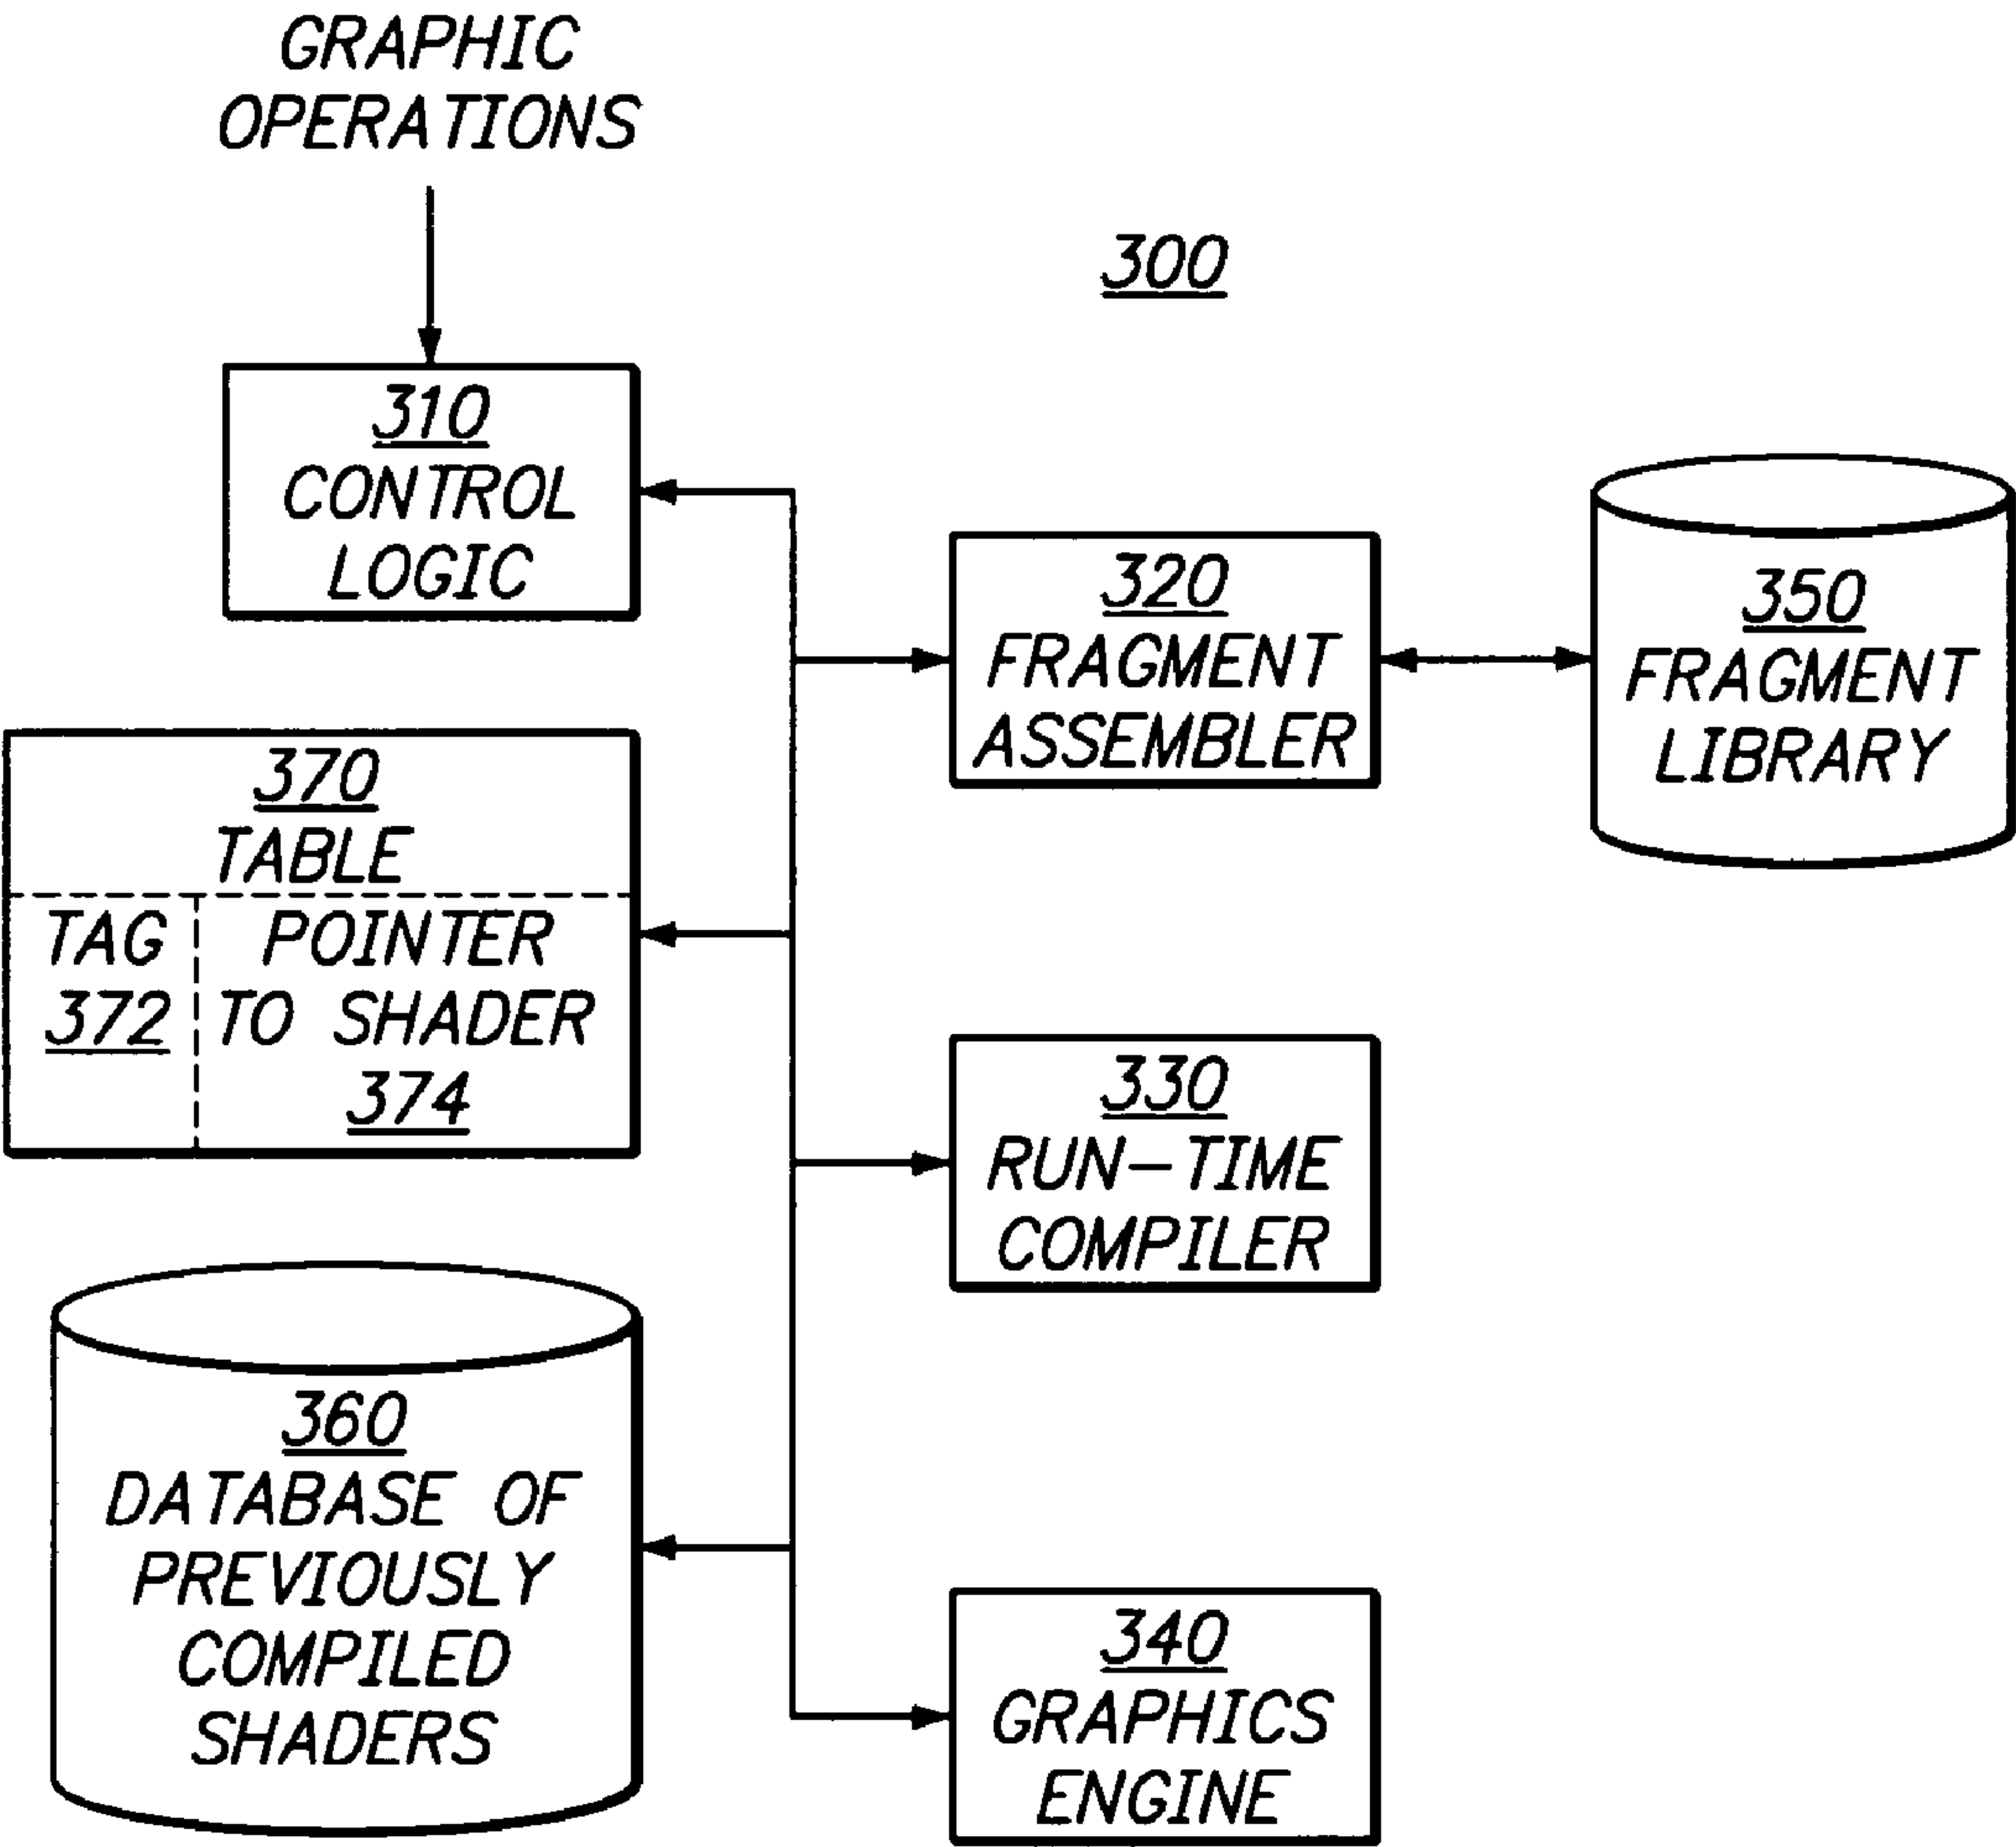 GRAPHIC
OPERATIONS
300
310
CONTROL
LOGIC
320
FRAGMENT
ASSEMBLER
350
FRAGMENT
LIBRARY
370
TABLE
TAG
372
POINTER
TO SHADER
374
330
RUN-TIME
COMPILER
360
DATABASE OF
PREVIOUSLY
COMPILED
SHADERS
340
GRAPHICS
ENGINE